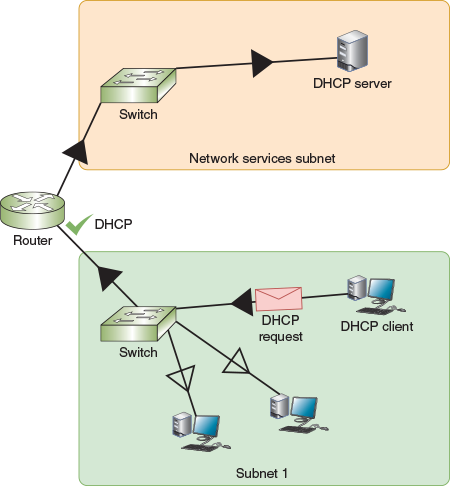 DHCP server
Switch
Network services subnet
DHCP
Router
DHCP
request
DHCP client
Switch
Subnet 1